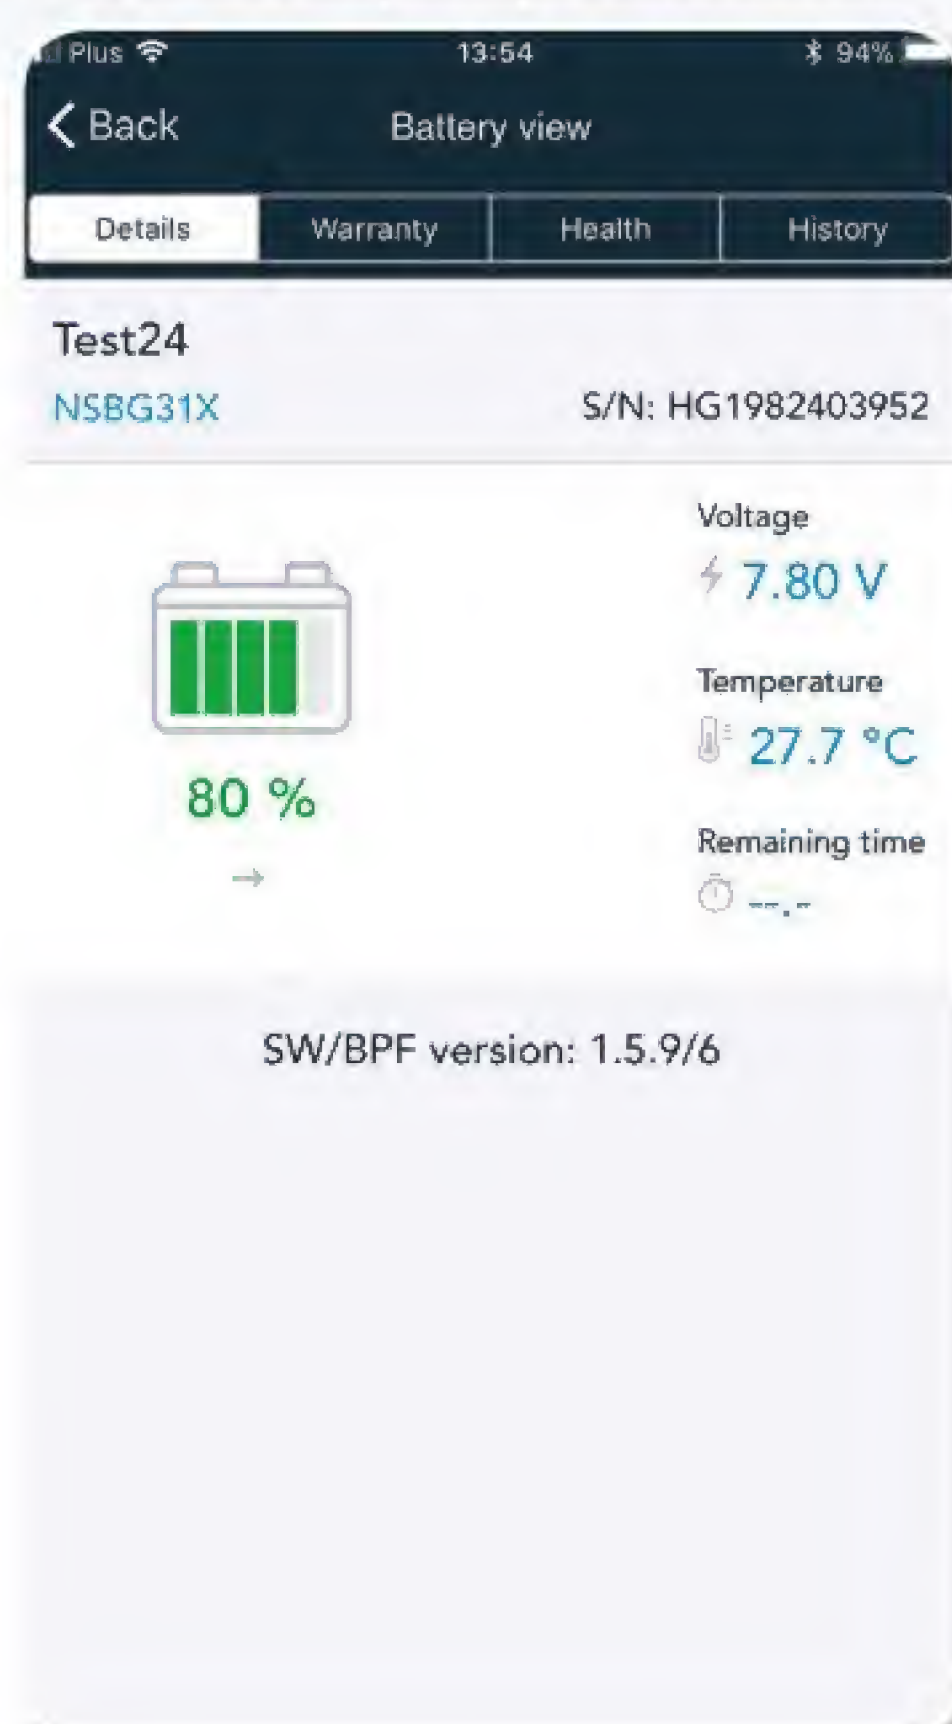 Plus 13:54 94%
Back Battery view
Details Warranty Health History
Test24
NSBG31X S/N: HG1982403952
Voltage
7.80 V
Temperature
27.7 °C
Remaining time
--.-
80 %
→
SW/BPF version: 1.5.9/6